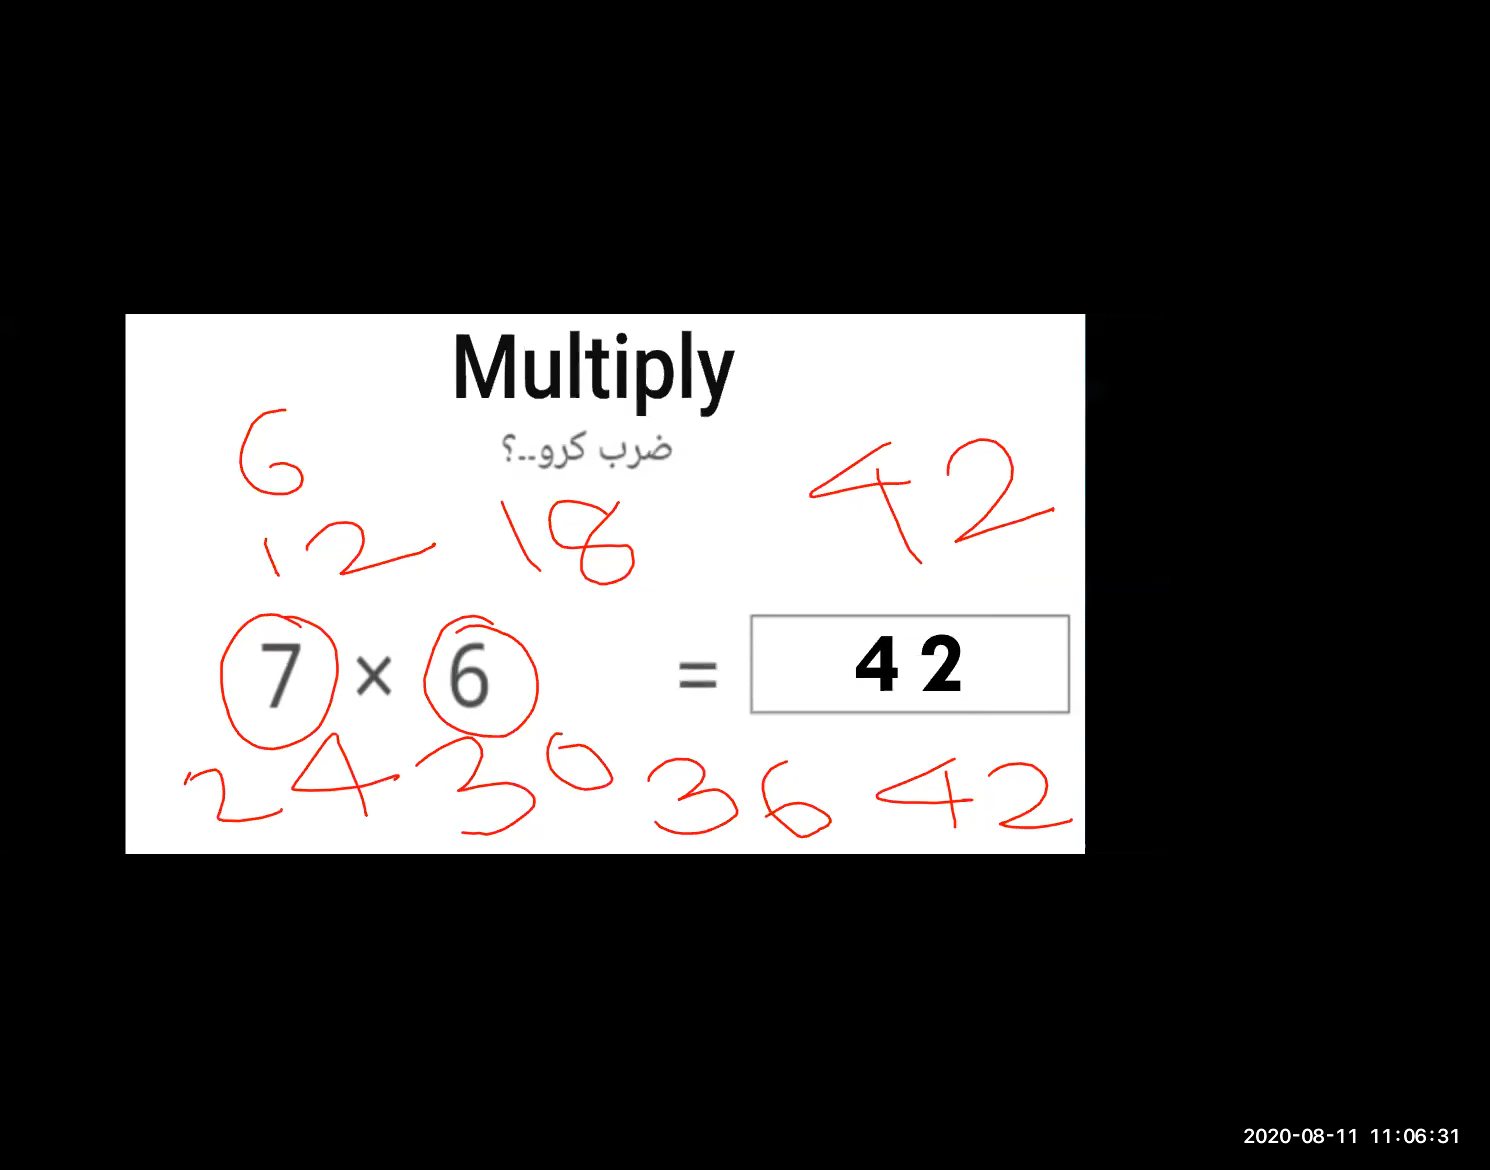 Multiply
ضرب کرو--؟
6
42
12 18
7 × 6 = 42
24 30 36 42
2020-08-11 11:06:31